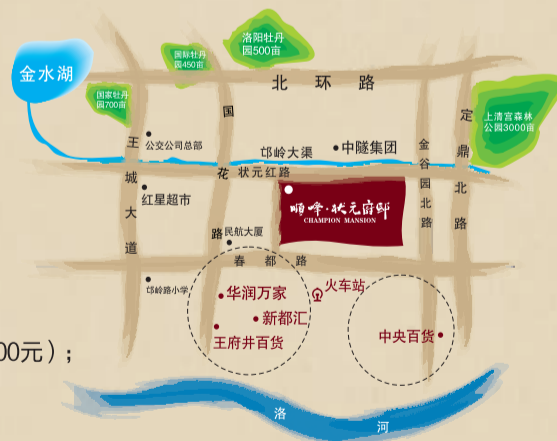 洛阳牡丹
园500亩
国际牡丹
园450亩
金水湖
北环路
国家牡丹
园700亩
上清宫森林
公园3000亩
国花路
定鼎北路
王城大道
公交公司总部
邙岭大渠
中隧集团
金谷园北路
状元红路
红星超市
顺峰·状元府邸
CHAMPION MANSION
民航大厦
春都路
邙岭路小学
火车站
华润万家
新都汇
王府井百货
中央百货
00元）；
洛河